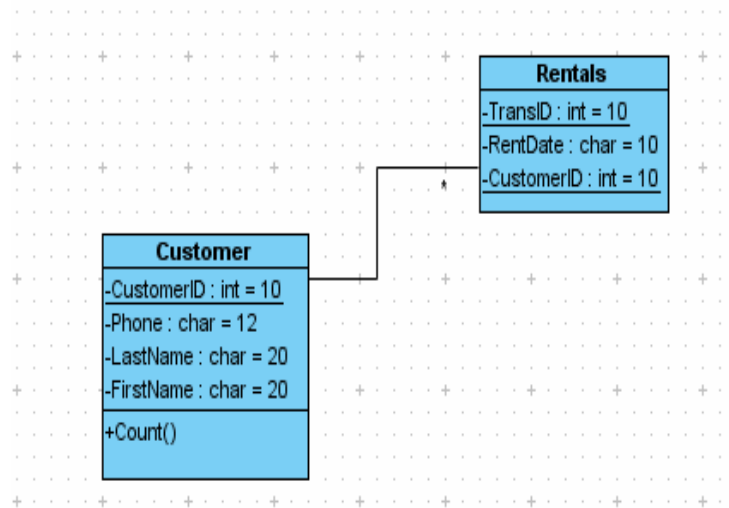 Rentals
-TransID : int = 10
-RentDate : char = 10
-CustomerID : int = 10
*
Customer
-CustomerID : int = 10
-Phone : char = 12
-LastName : char = 20
-FirstName : char = 20
+Count()